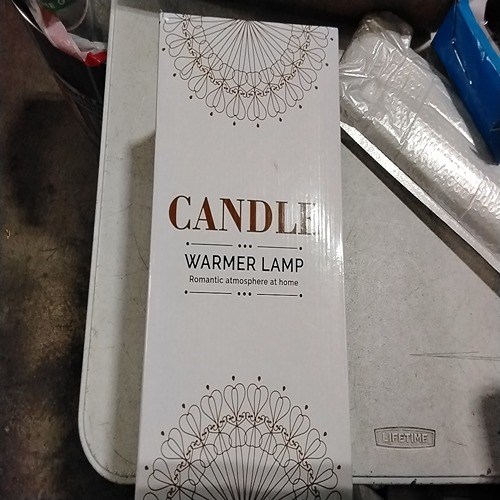 CANDLE
WARMER LAMP
Romantic atmosphere at home
LIFETIME